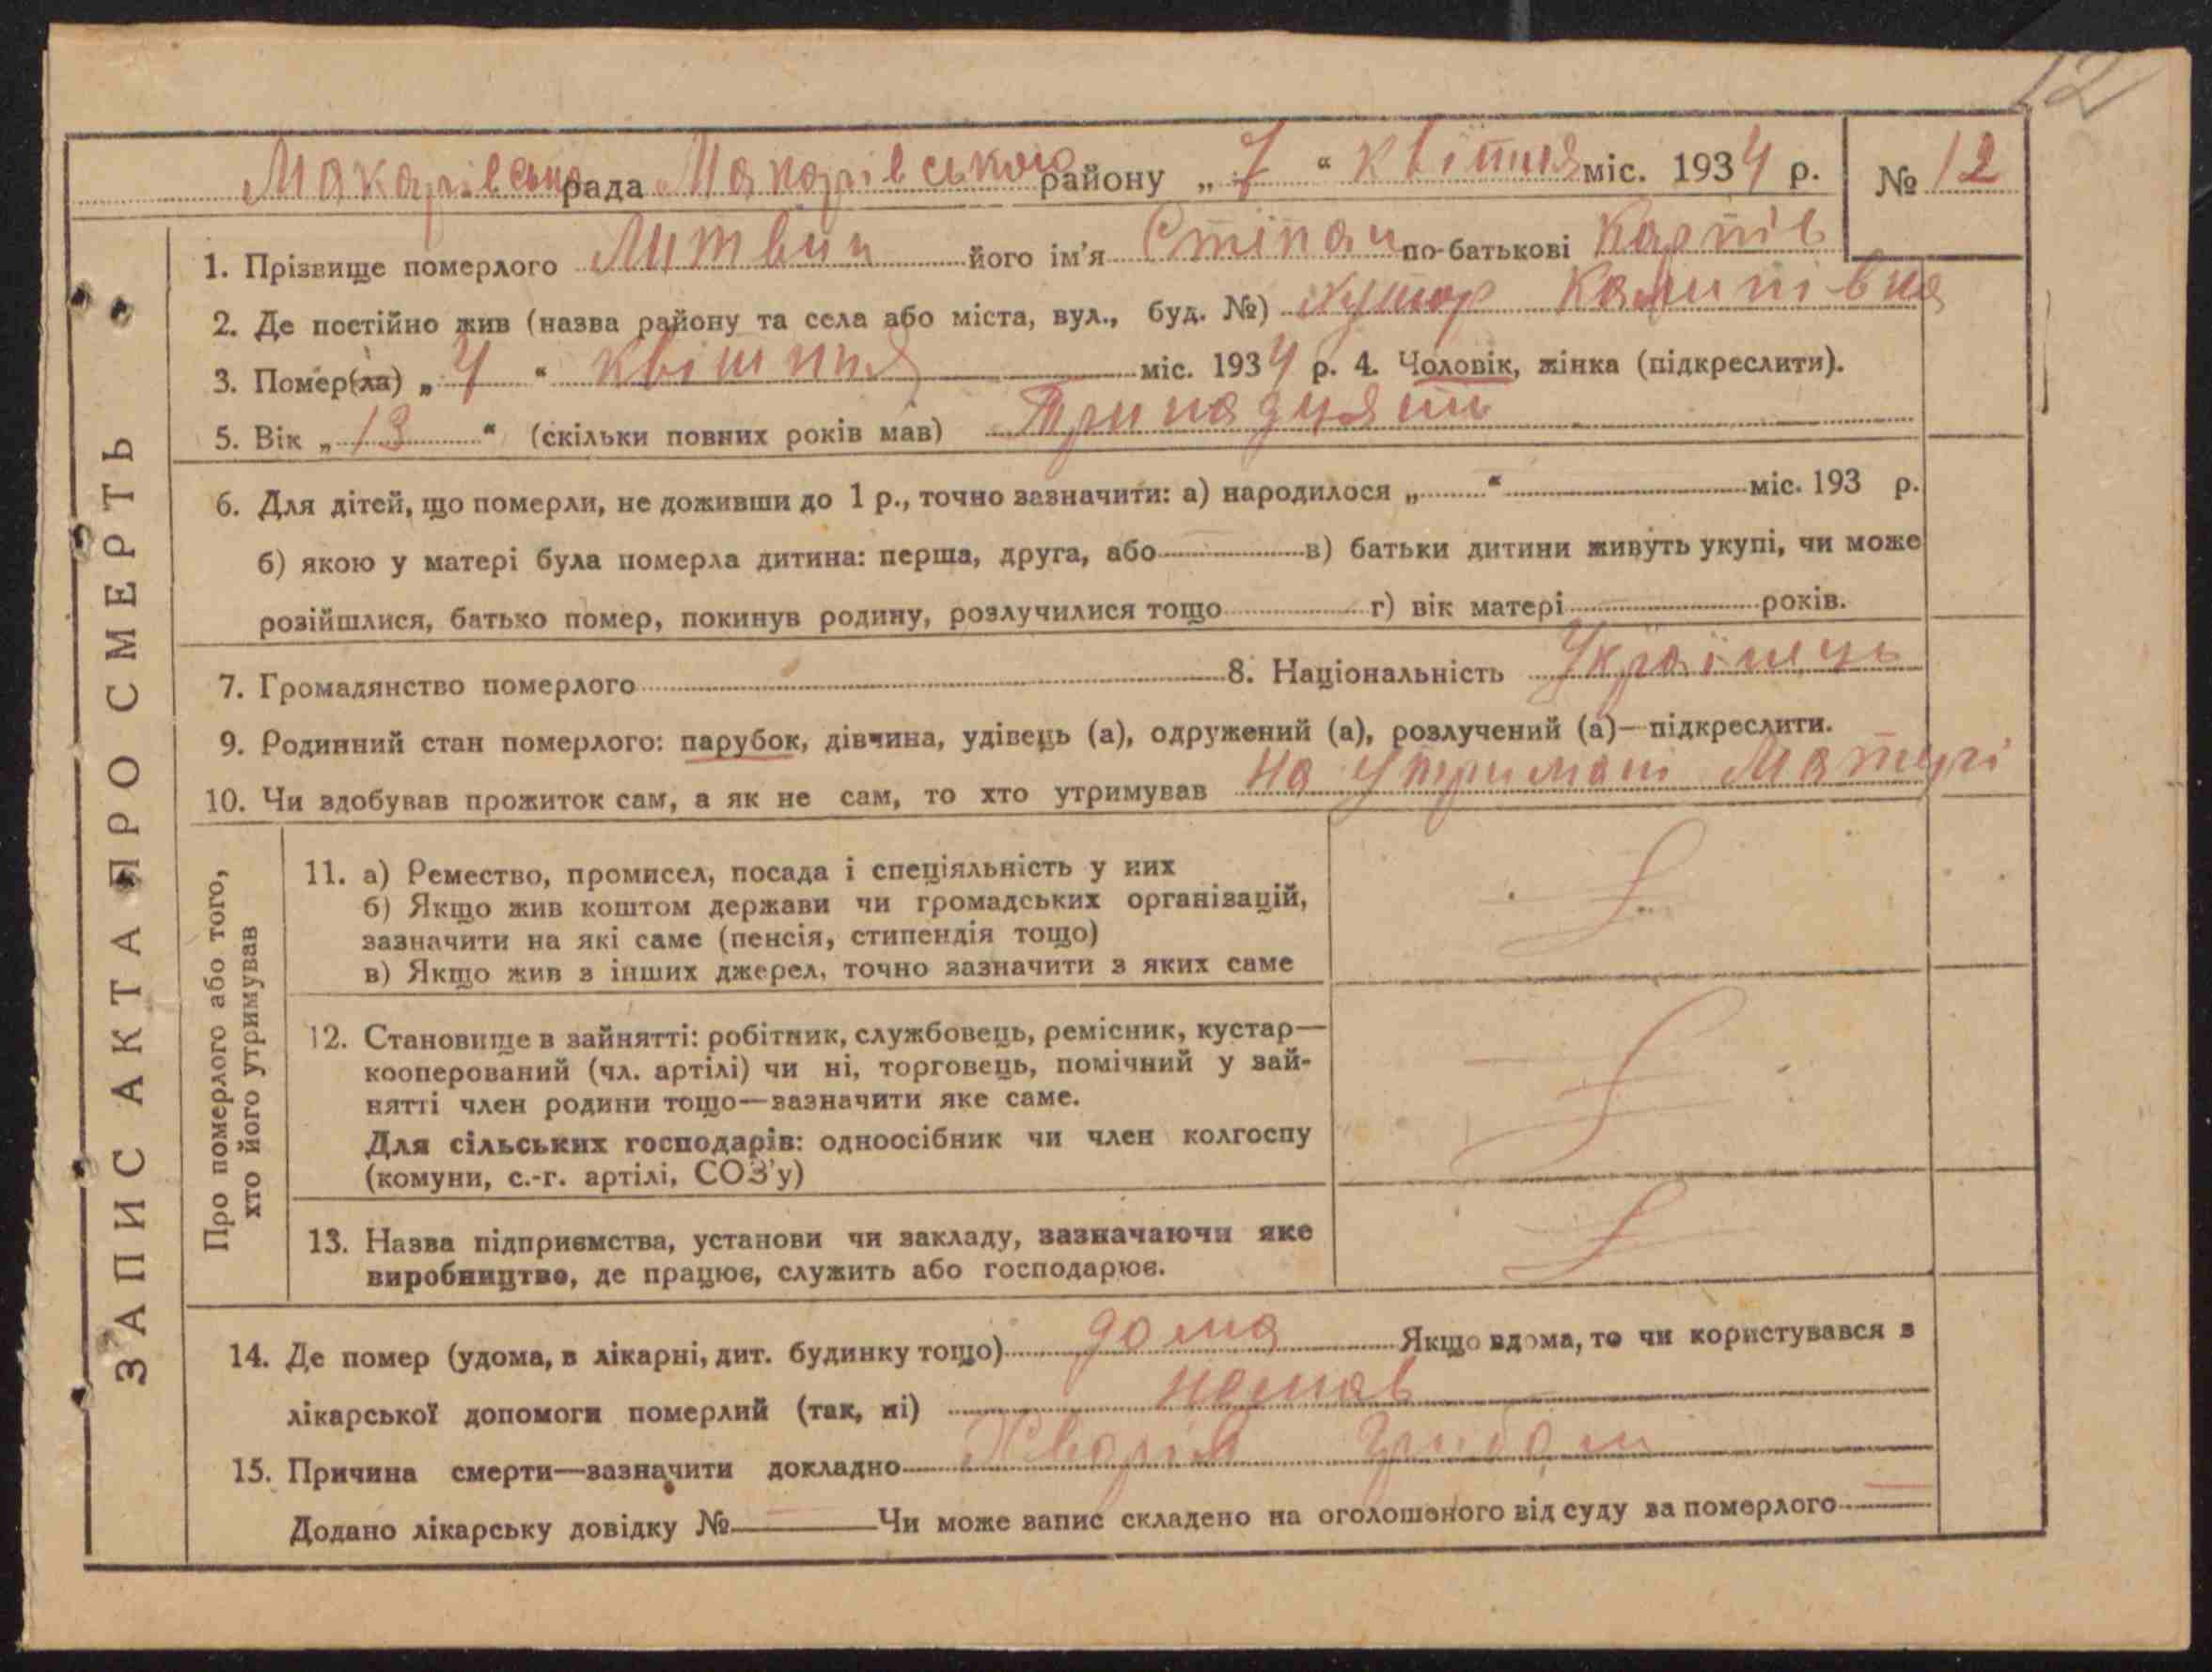 12
Макарівська рада Макарівського району „ 7 “ квітня міс. 1934 р. № 12
1. Прізвище померлого Литвин його ім’я Стіпан по-батькові Карпів
2. Де постійно жив (назва району та села або міста, вул., буд. №) хутор Калитівка
3. Помер(ла) „ 4 “ квітння міс. 1934 р. 4. Чоловік, жінка (підкреслити).
5. Вік „ 13 “ (скільки повних років мав) Тринадцять
6. Для дітей, що померли, не доживши до 1 р., точно зазначити: а) народилося „ “ міс. 193 р.
б) якою у матері була померла дитина: перша, друга, або в) батьки дитини живуть укупі, чи може
розійшлися, батько помер, покинув родину, розлучилися тощо г) вік матері років.
7. Громадянство померлого 8. Національність Українець
9. Родинний стан померлого: парубок, дівчина, удівець (а), одружений (а), розлучений (а)—підкреслити.
10. Чи здобував прожиток сам, а як не сам, то хто утримував На утримані Матері
ЗАПИС АКТА ПРО СМЕРТЬ
Про померлого або того,
хто його утримував
11. а) Ремество, промисел, посада і спеціяльність у них
б) Якщо жив коштом держави чи громадських організацій,
зазначити на які саме (пенсія, стипендія тощо)
в) Якщо жив з інших джерел, точно зазначити з яких саме
12. Становище в зайнятті: робітник, службовець, ремісник, кустар—
кооперований (чл. артілі) чи ні, торговець, помічний у зай-
нятті член родини тощо—зазначити яке саме.
Для сільських господарів: одноосібник чи член колгоспу
(комуни, с.-г. артілі, СОЗ’у)
13. Назва підприємства, установи чи закладу, зазначаючи яке
виробництво, де працює, служить або господарює.
14. Де помер (удома, в лікарні, дит. будинку тощо) дома Якщо вдома, то чи користувався з
лікарської допомоги померлий (так, ні) немав
15. Причина смерти—зазначити докладно
Додано лікарську довідку № Чи може запис складено на оголошеного від суду за померлого